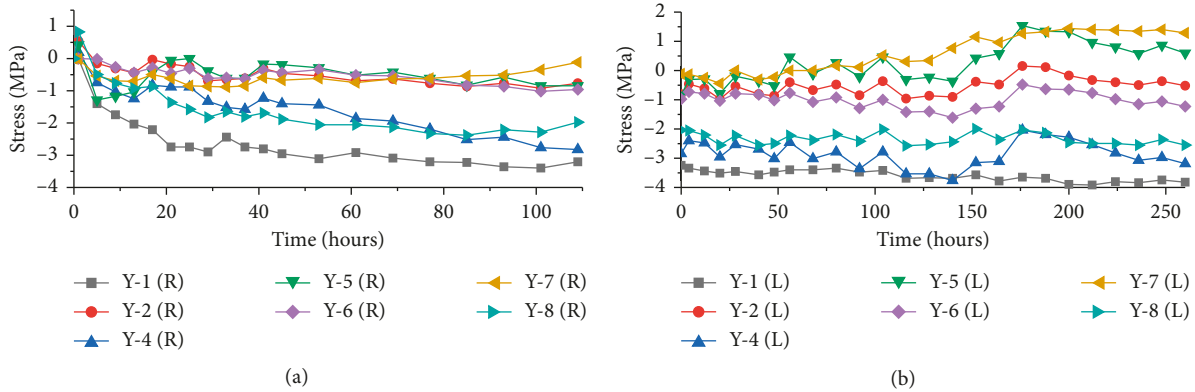 Stress (MPa)
1
0
−1
−2
−3
−4
0 20 40 60 80 100
Time (hours)
Y-1 (R) Y-5 (R) Y-7 (R)
Y-2 (R) Y-6 (R) Y-8 (R)
Y-4 (R)
(a)
Stress (MPa)
2
1
0
−1
−2
−3
−4
0 50 100 150 200 250
Time (hours)
Y-1 (L) Y-5 (L) Y-7 (L)
Y-2 (L) Y-6 (L) Y-8 (L)
Y-4 (L)
(b)